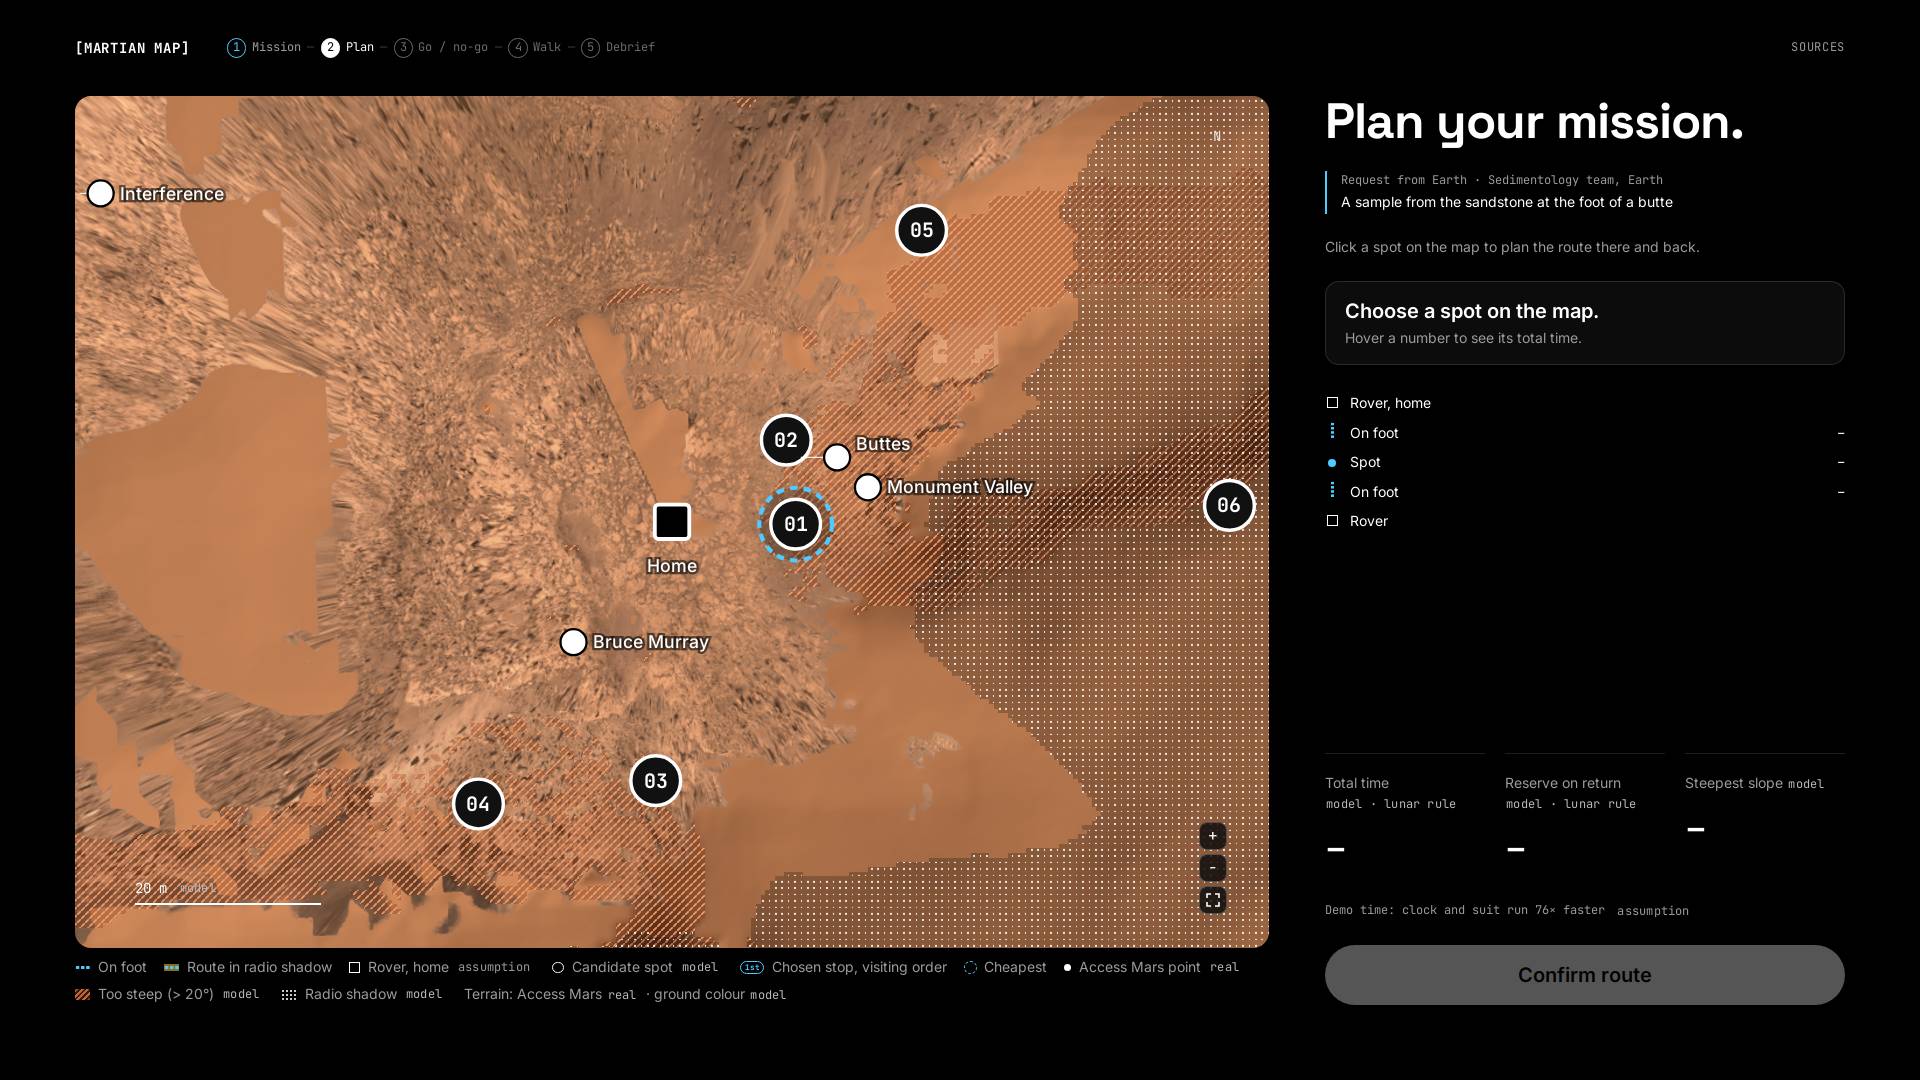 [MARTIAN MAP]
1 Mission – 2 Plan – 3 Go / no-go – 4 Walk – 5 Debrief
SOURCES
N
Interference
05
02
Buttes
Monument Valley
01
06
Home
Bruce Murray
03
04
20 m model
+
-
On foot
Route in radio shadow
Rover, home assumption
Candidate spot model
1st Chosen stop, visiting order
Cheapest
Access Mars point real
Too steep (> 20°) model
Radio shadow model
Terrain: Access Mars real · ground colour model
Plan your mission.
Request from Earth · Sedimentology team, Earth
A sample from the sandstone at the foot of a butte
Click a spot on the map to plan the route there and back.
Choose a spot on the map.
Hover a number to see its total time.
Rover, home
On foot –
Spot –
On foot –
Rover
Total time
model · lunar rule
–
Reserve on return
model · lunar rule
–
Steepest slope model
–
Demo time: clock and suit run 76× faster assumption
Confirm route